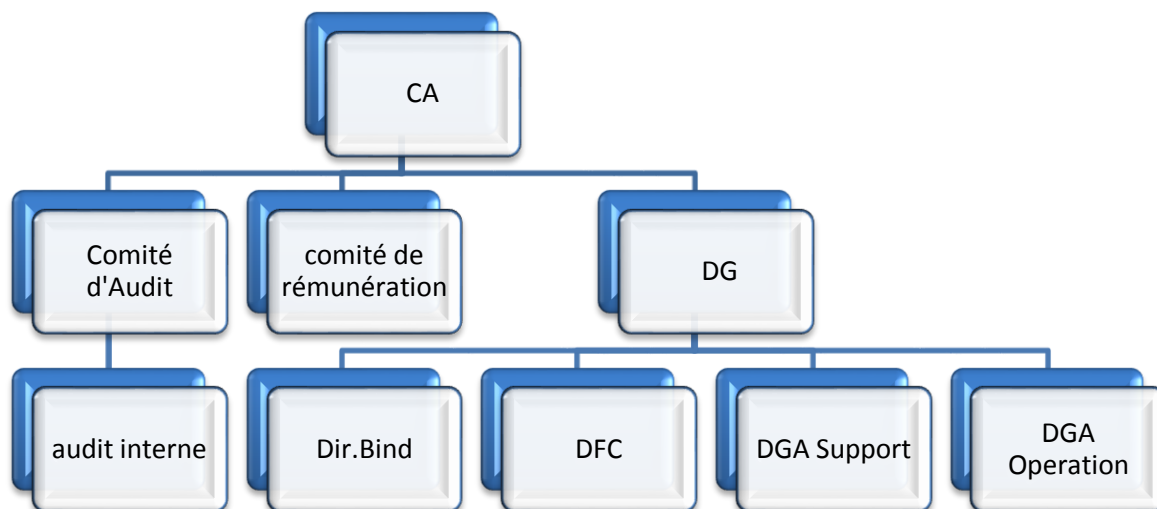 CA
Comité
d'Audit
comité de
rémunération
DG
audit interne
Dir.Bind
DFC
DGA Support
DGA
Operation